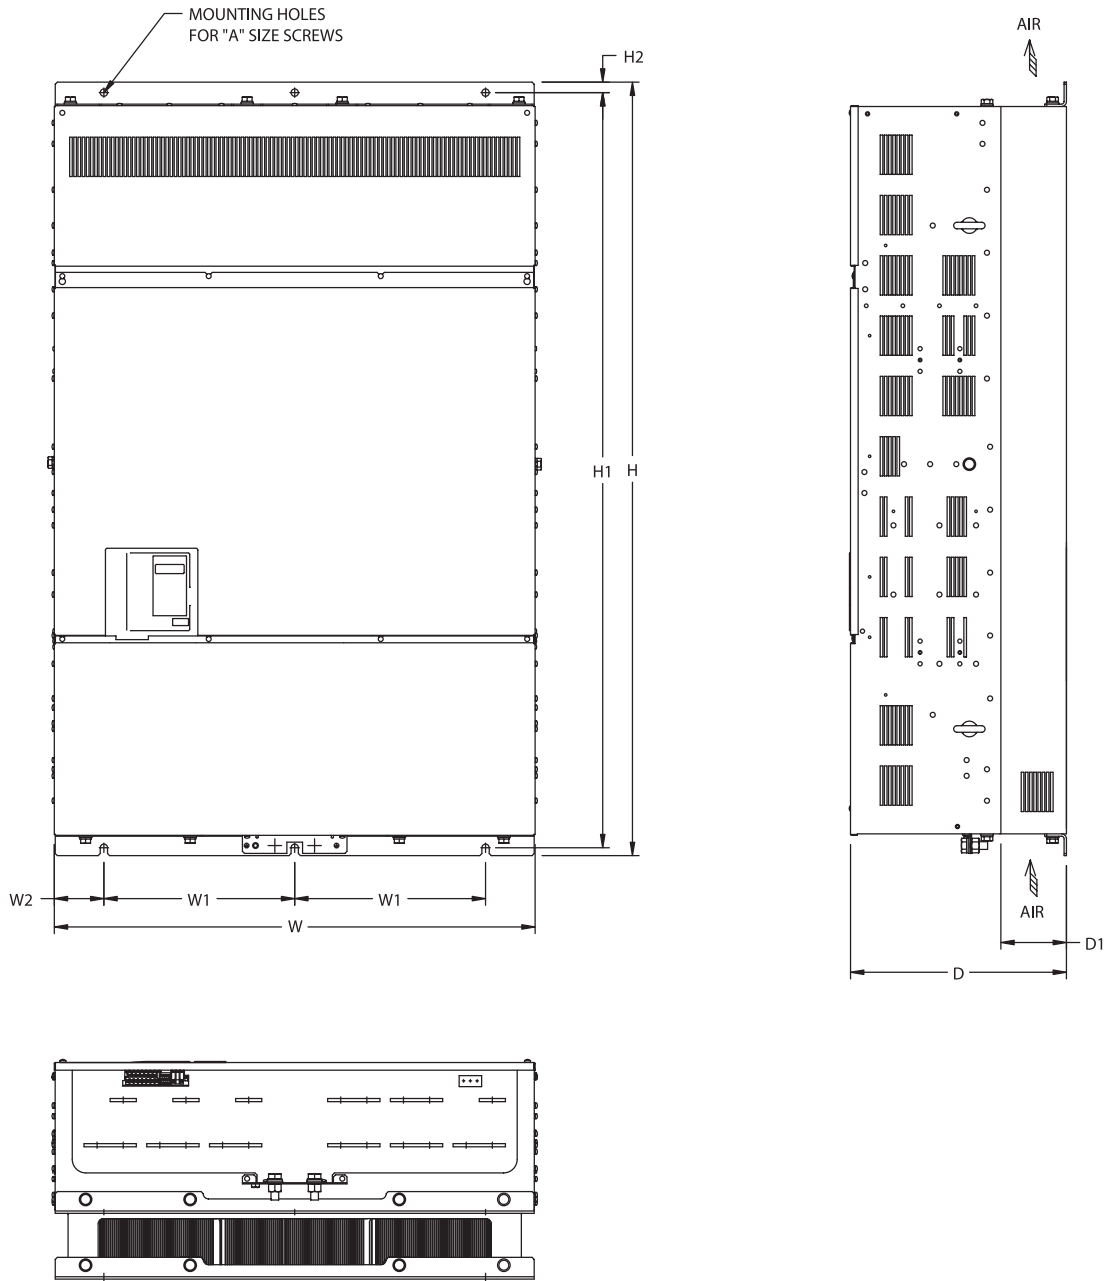 MOUNTING HOLES
FOR "A" SIZE SCREWS
H2
AIR
H1
H
W2
W1
W1
W
AIR
D1
D